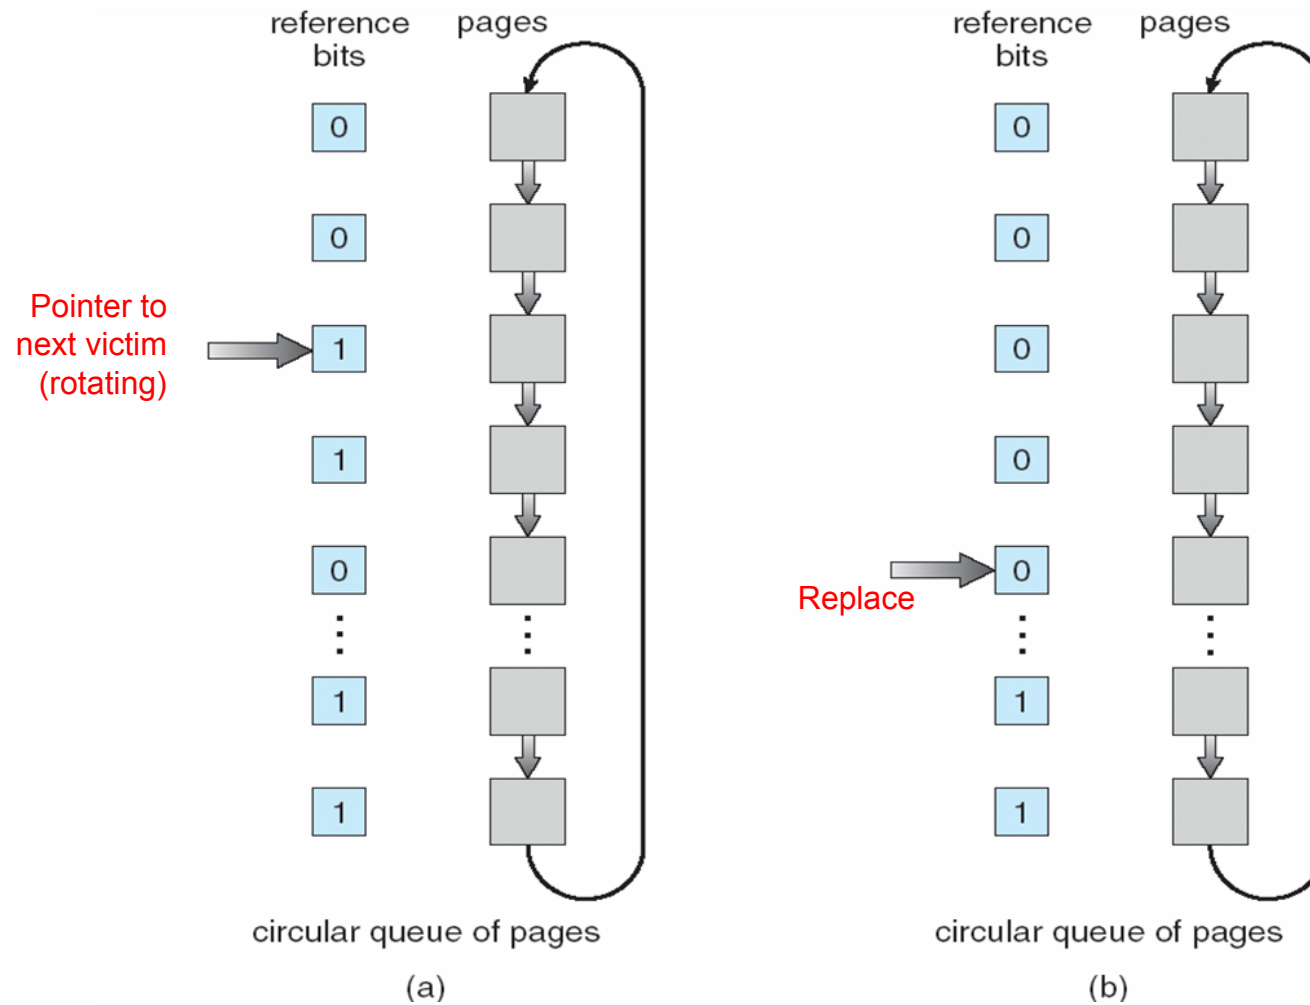 reference
bits
pages
0
0
Pointer to
next victim
(rotating)
1
1
0
1
1
circular queue of pages
(a)
reference
bits
pages
0
0
0
0
0
Replace
1
1
circular queue of pages
(b)